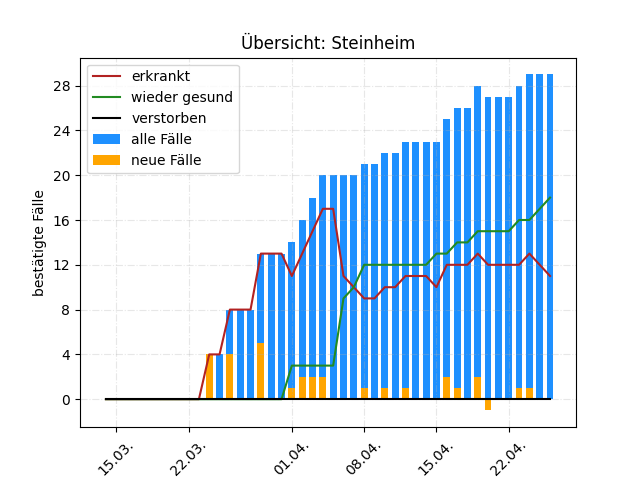 Übersicht: Steinheim
erkrankt
wieder gesund
verstorben
alle Fälle
neue Fälle
bestätigte Fälle
28
24
20
16
12
8
4
0
15.03.
22.03.
01.04.
08.04.
15.04.
22.04.